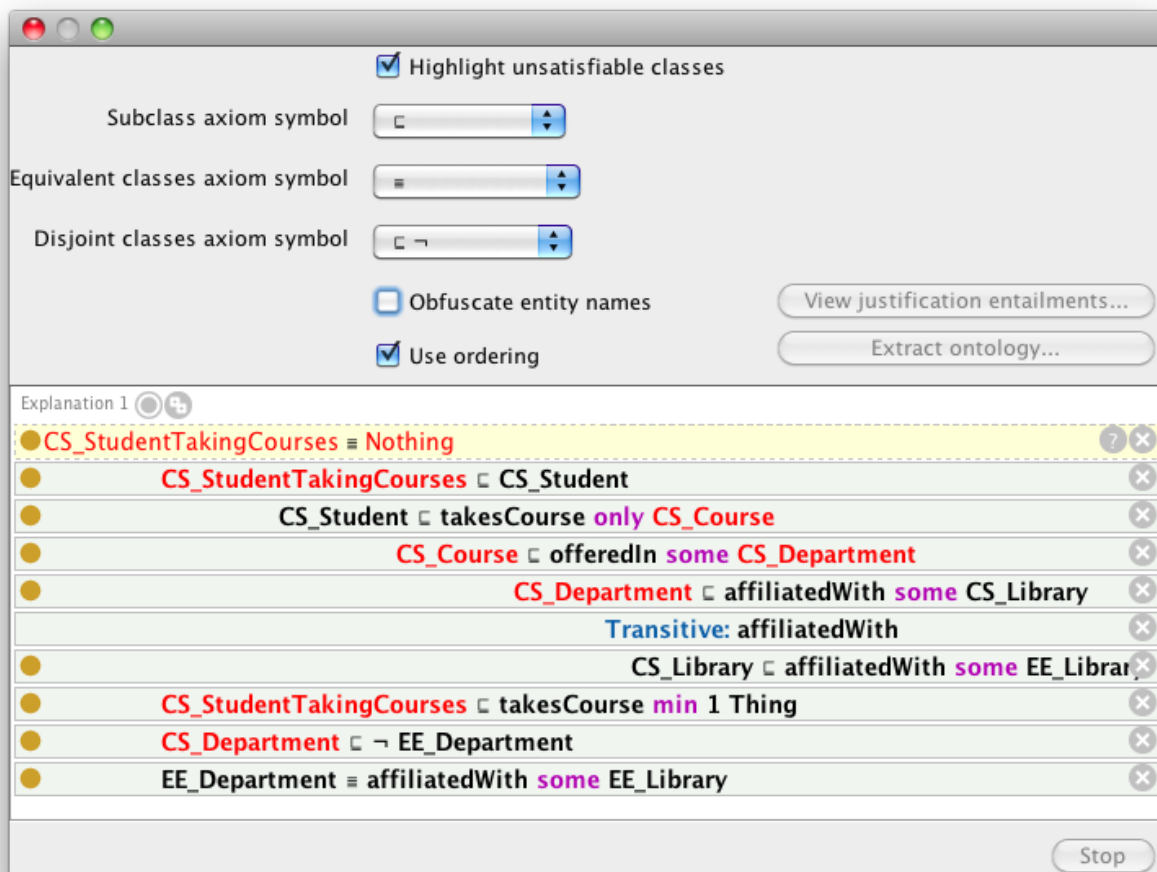 Highlight unsatisfiable classes
Subclass axiom symbol ⊏
Equivalent classes axiom symbol ≡
Disjoint classes axiom symbol ⊏ ¬
Obfuscate entity names View justification entailments...
Use ordering Extract ontology...
Explanation 1
CS_StudentTakingCourses ≡ Nothing ?
CS_StudentTakingCourses ⊏ CS_Student
CS_Student ⊏ takesCourse only CS_Course
CS_Course ⊏ offeredIn some CS_Department
CS_Department ⊏ affiliatedWith some CS_Library
Transitive: affiliatedWith
CS_Library ⊏ affiliatedWith some EE_Librar
CS_StudentTakingCourses ⊏ takesCourse min 1 Thing
CS_Department ⊏ ¬ EE_Department
EE_Department ≡ affiliatedWith some EE_Library
Stop